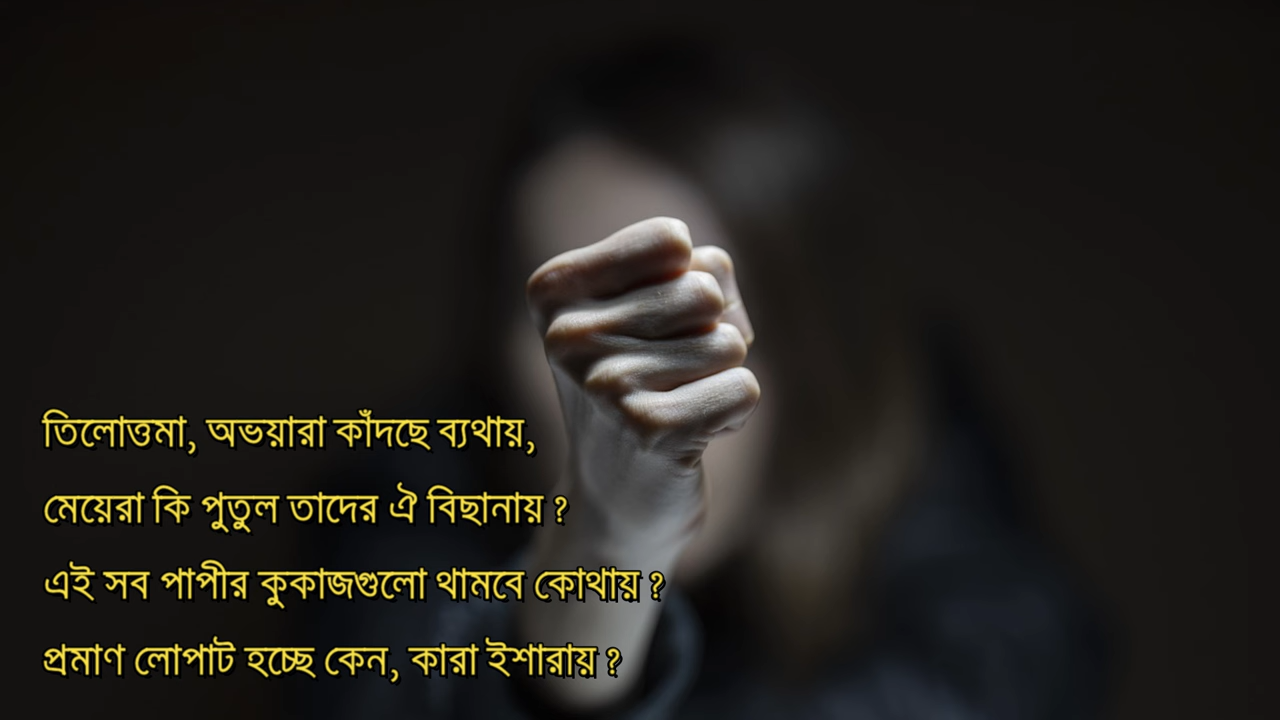 তিলোত্তমা, অভয়ারা কাঁদছে ব্যথায়,
মেয়েরা কি পুতুল তাদের ঐ বিছানায় ?
এই সব পাপীর কুকাজগুলো থামবে কোথায় ?
প্রমাণ লোপাট হচ্ছে কেন, কারা ইশারায় ?